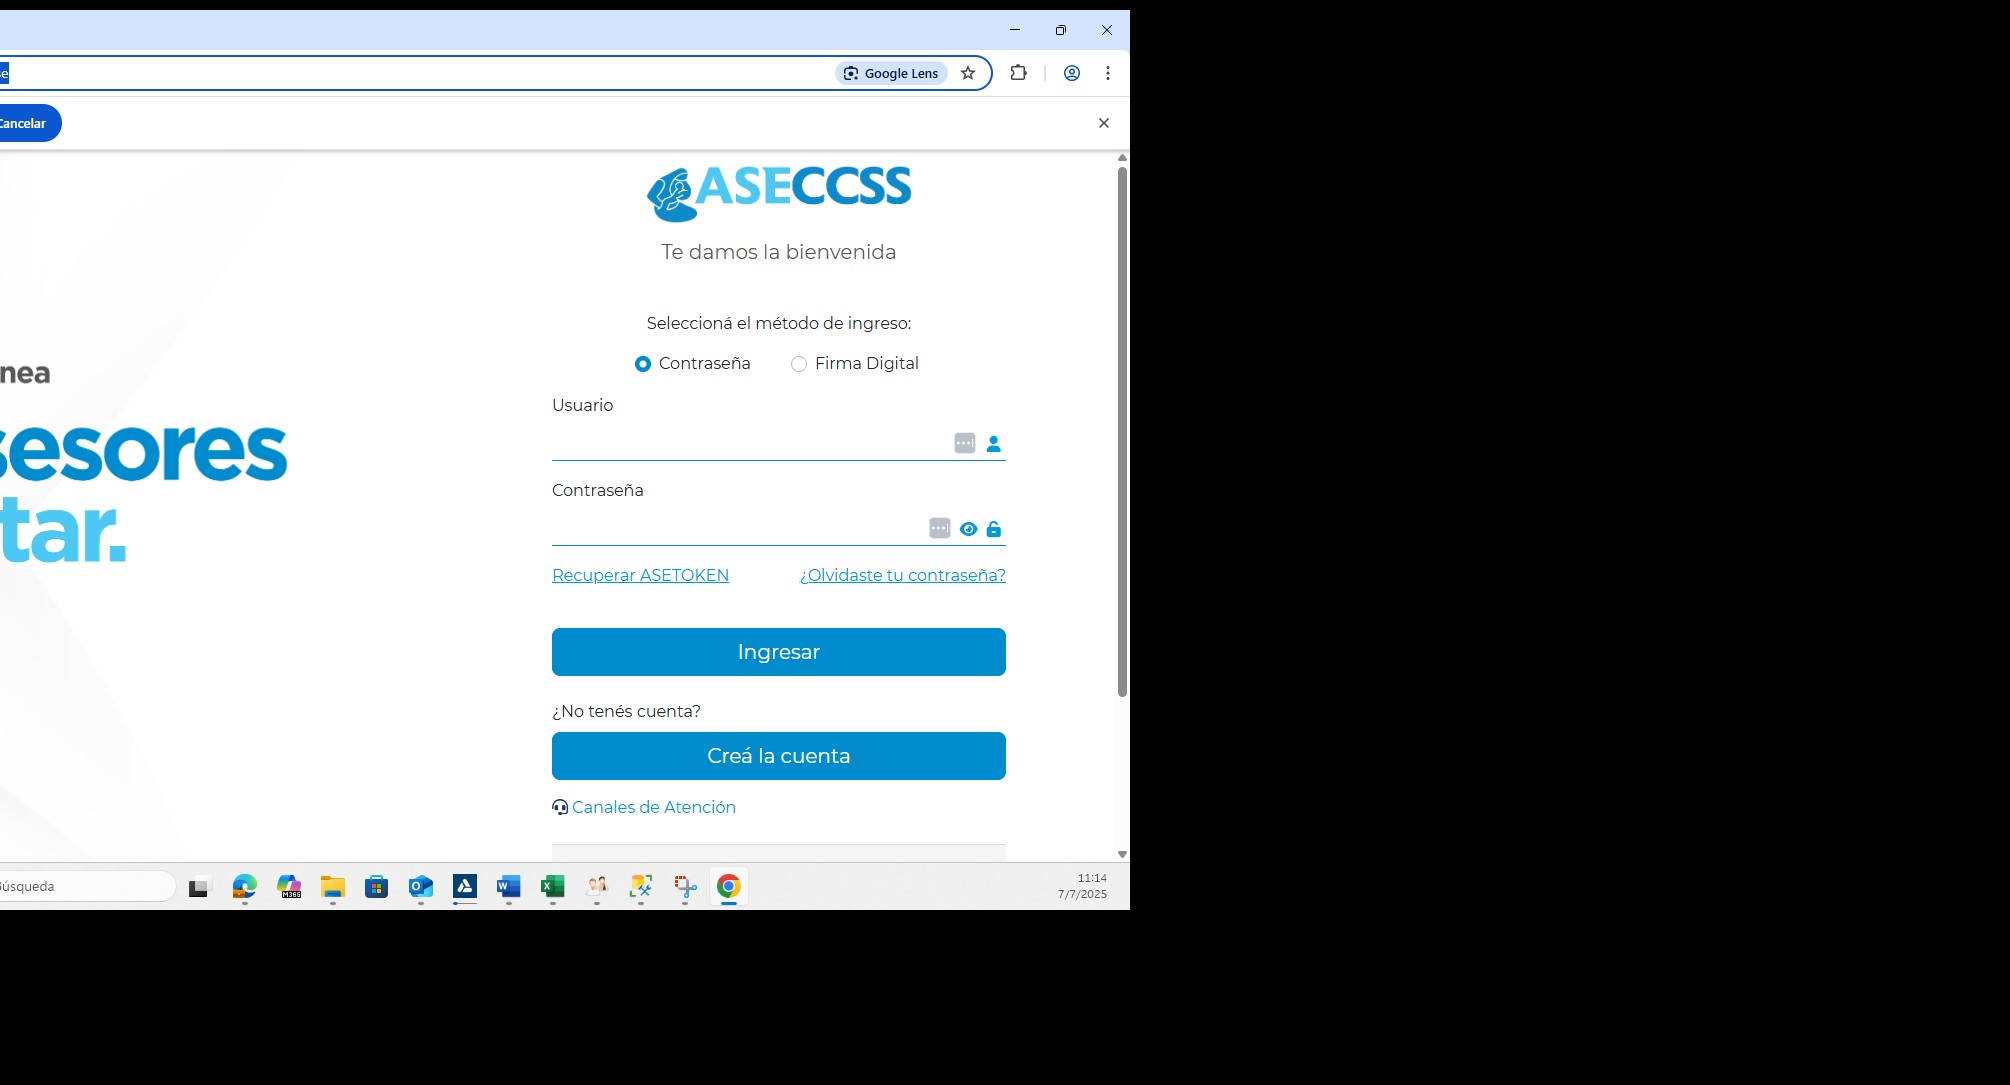 Google Lens
Cancelar
ASECCSS
Te damos la bienvenida
Seleccioná el método de ingreso:
Contraseña
Firma Digital
nea
Usuario
sesores
Contraseña
tar.
Recuperar ASETOKEN
¿Olvidaste tu contraseña?
Ingresar
¿No tenés cuenta?
Creá la cuenta
Canales de Atención
Búsqueda
M365
11:14
7/7/2025